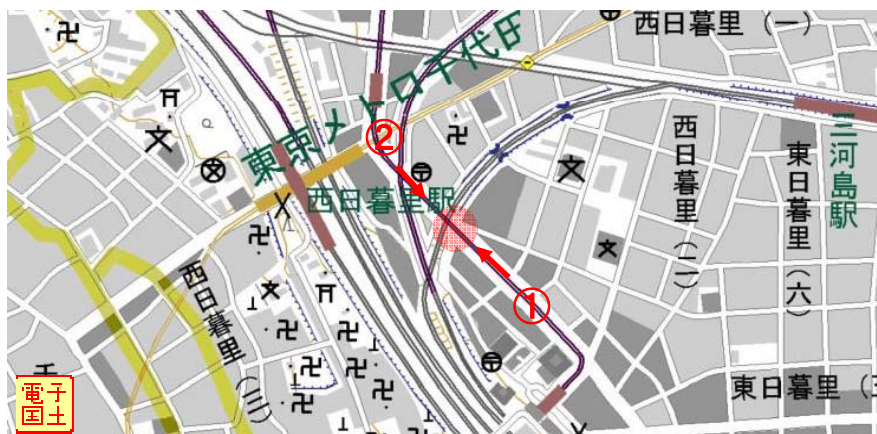 西日暮里（一）
東京メトロ千代田
②
西日暮里駅
①
西日暮里（二）
東日暮里（六）
三河島駅
西日暮里（三）
東日暮里（三
千
電子
国土